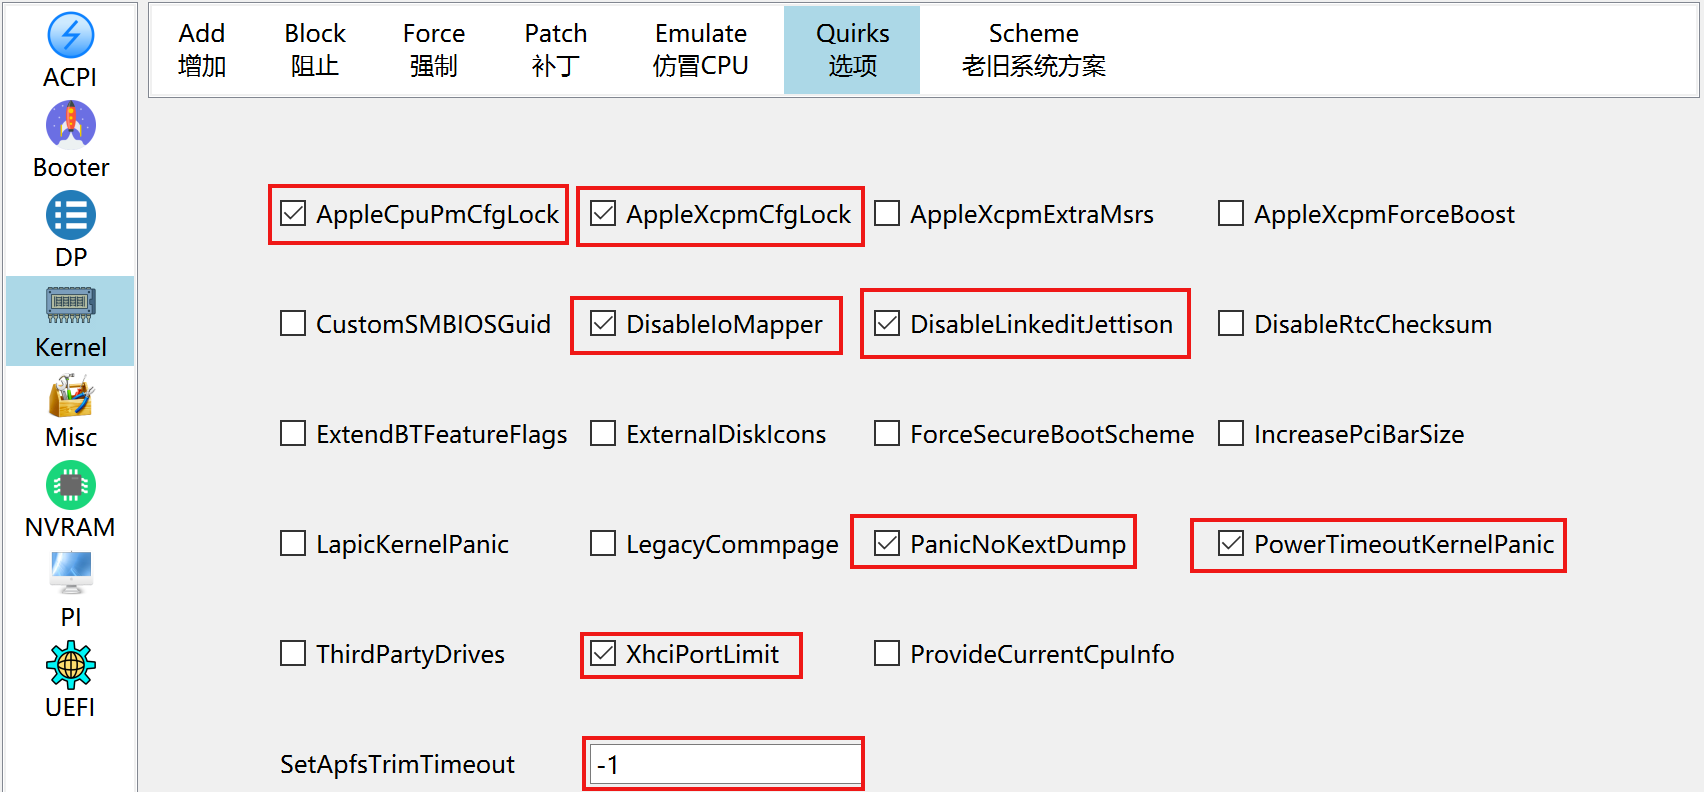 ACPI
Booter
DP
Kernel
Misc
NVRAM
PI
UEFI
Add Block Force Patch Emulate Quirks Scheme
增加 阻止 强制 补丁 仿冒CPU 选项 老旧系统方案
AppleCpuPmCfgLock AppleXcpmCfgLock AppleXcpmExtraMsrs AppleXcpmForceBoost
CustomSMBIOSGuid DisableIoMapper DisableLinkeditJettison DisableRtcChecksum
ExtendBTFeatureFlags ExternalDiskIcons ForceSecureBootScheme IncreasePciBarSize
LapicKernelPanic LegacyCommpage PanicNoKextDump PowerTimeoutKernelPanic
ThirdPartyDrives XhciPortLimit ProvideCurrentCpuInfo
SetApfsTrimTimeout -1